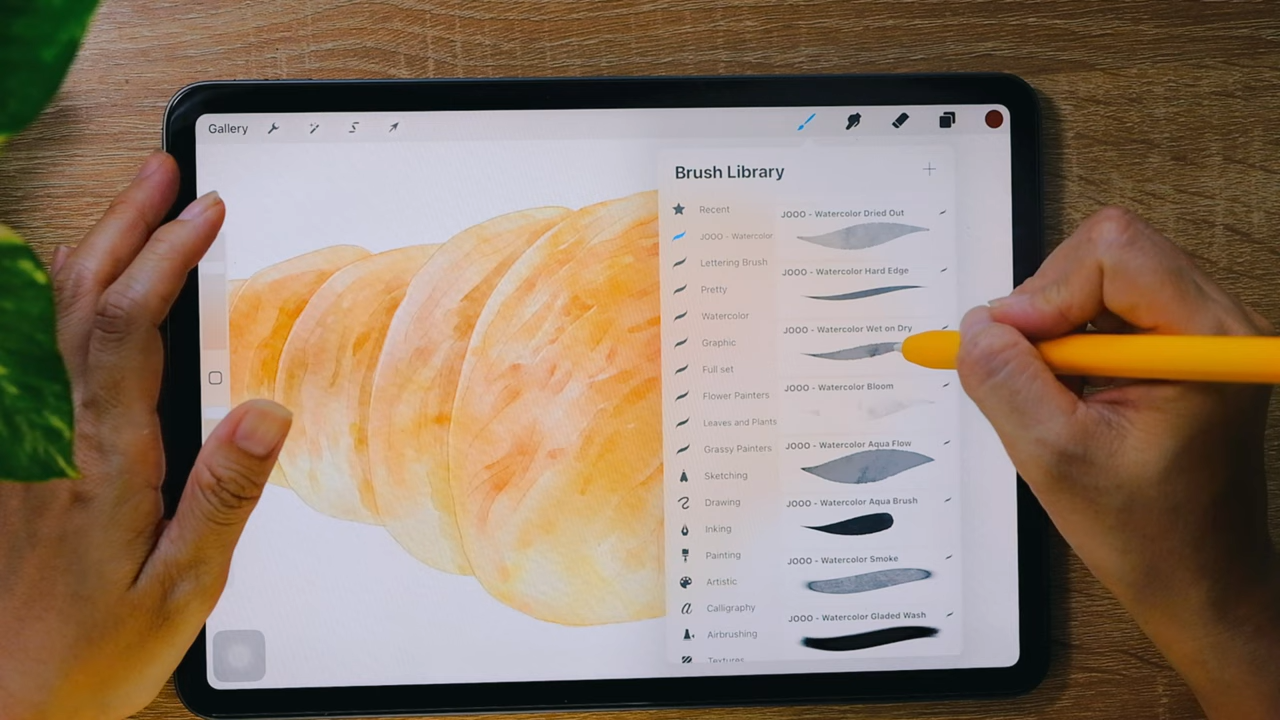 Gallery
Brush Library
Recent
JOOO - Watercolor
Lettering Brush
Pretty
Watercolor
Graphic
Full set
Flower Painters
Leaves and Plants
Grassy Painters
Sketching
Drawing
Inking
Painting
Artistic
Calligraphy
Airbrushing
Textures
JOOO - Watercolor Dried Out
JOOO - Watercolor Hard Edge
JOOO - Watercolor Wet on Dry
JOOO - Watercolor Bloom
JOOO - Watercolor Aqua Flow
JOOO - Watercolor Aqua Brush
JOOO - Watercolor Smoke
JOOO - Watercolor Gladed Wash